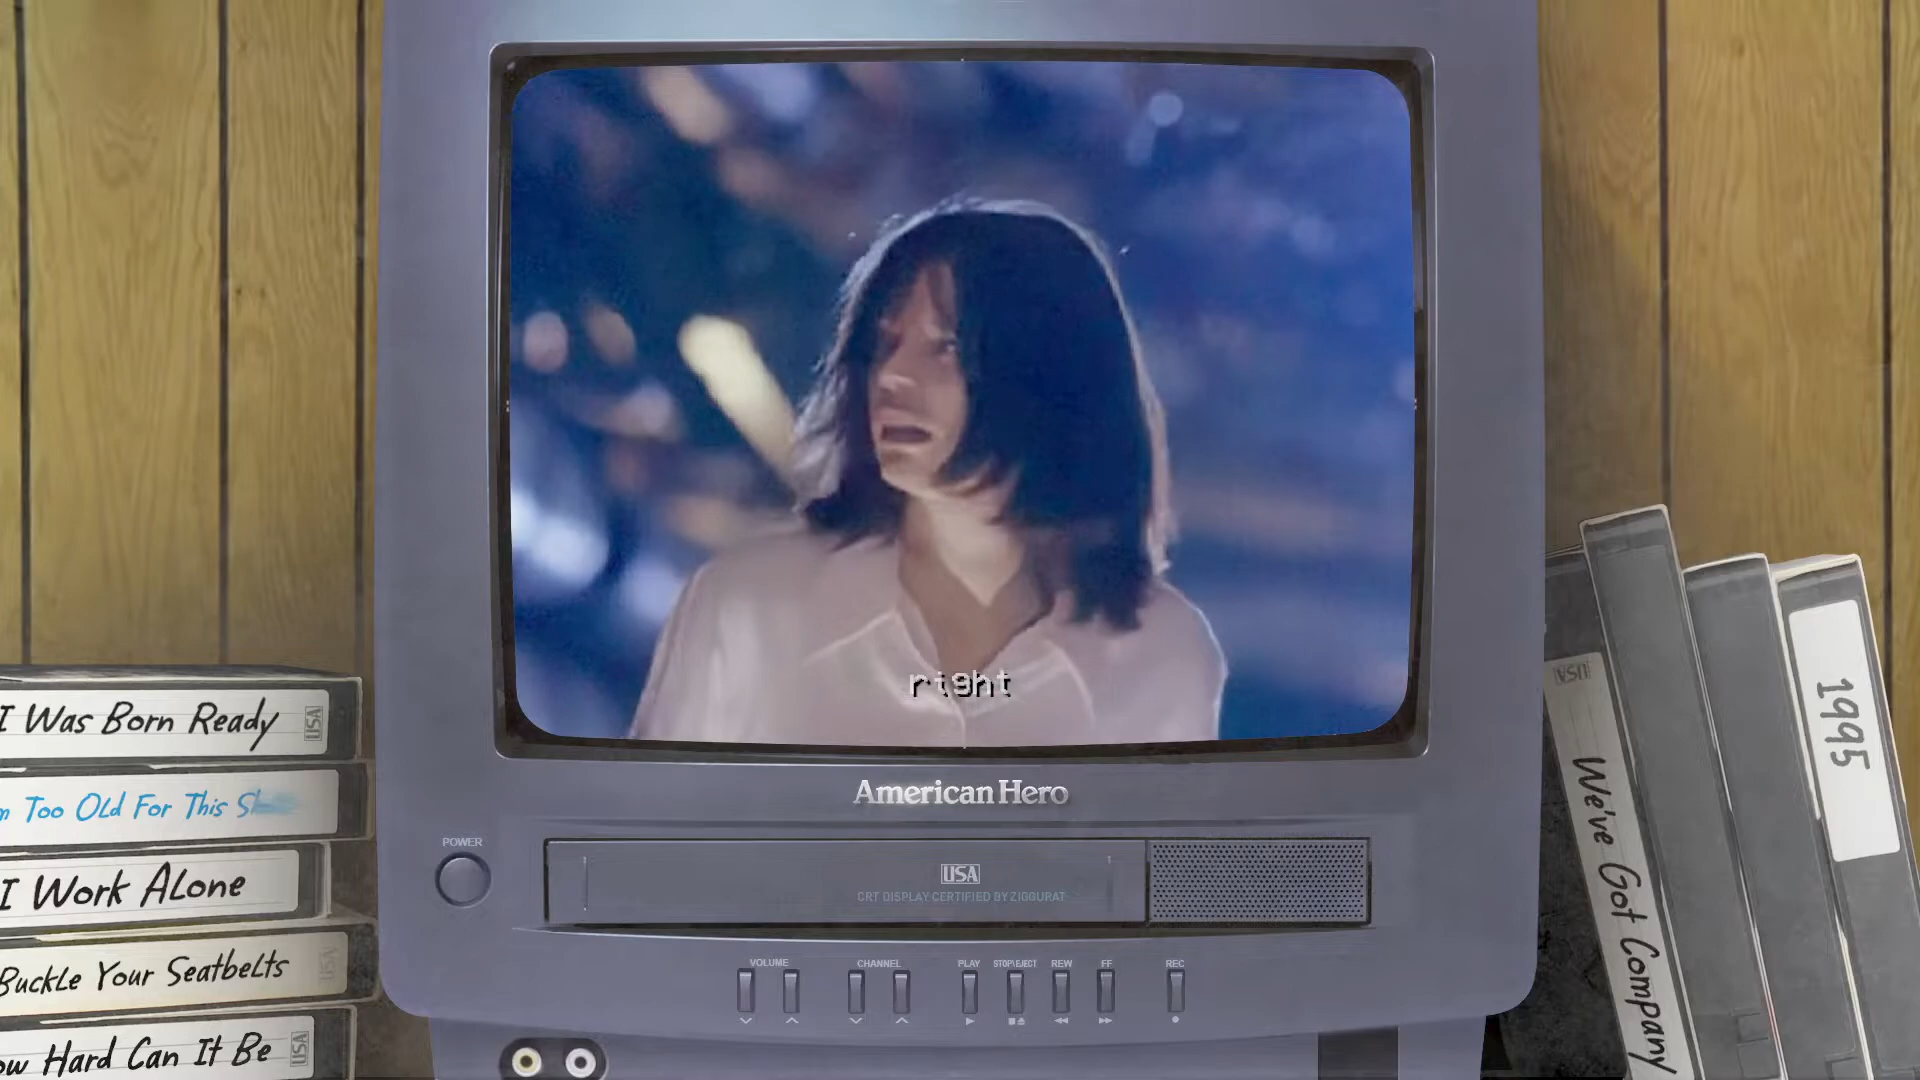 right
American Hero
POWER
USA
CRT DISPLAY CERTIFIED BY ZIGGURAT
VOLUME
CHANNEL
PLAY
STOP\EJECT
REW
FF
REC
I Was Born Ready
USA
Too Old For This
I Work Alone
Buckle Your Seatbelts
USA
Hard Can It Be
USA
USA
We've Got Company
1995